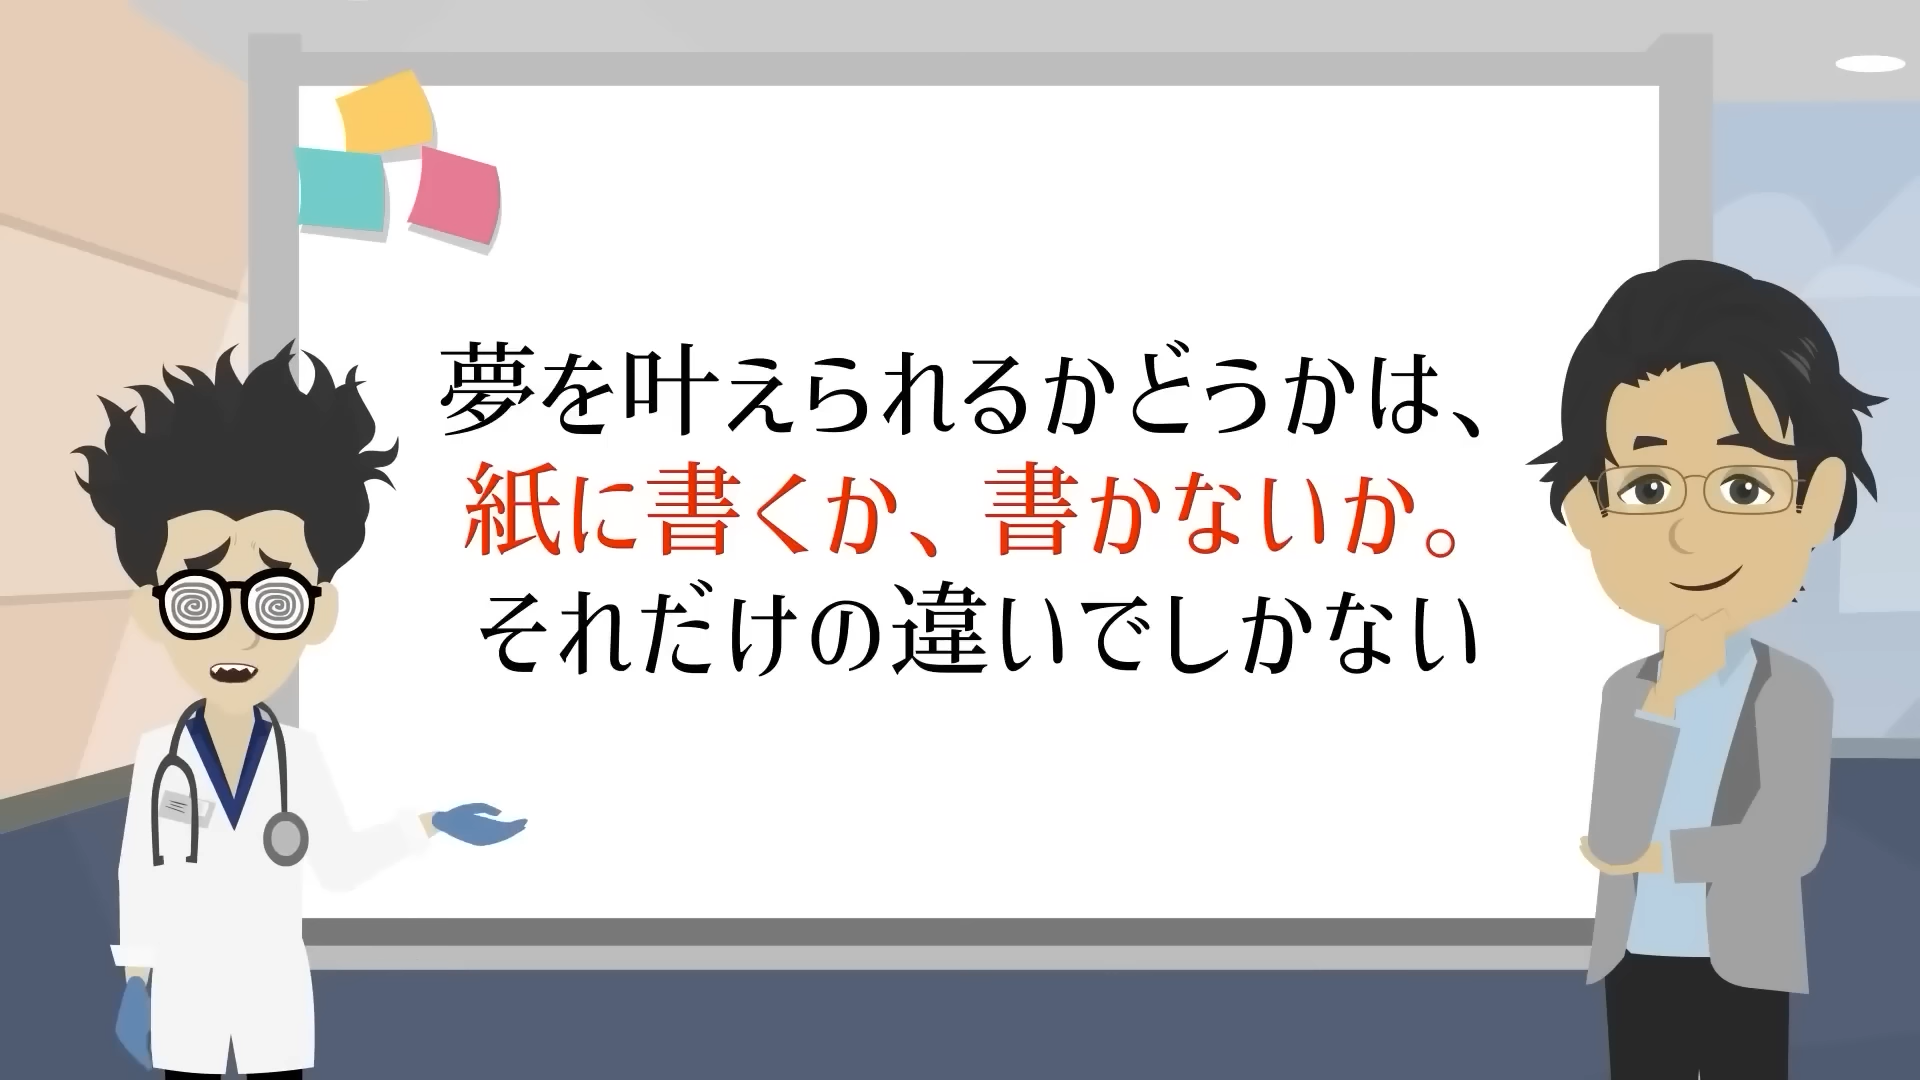 夢を叶えられるかどうかは、
紙に書くか、書かないか。
それだけの違いでしかない